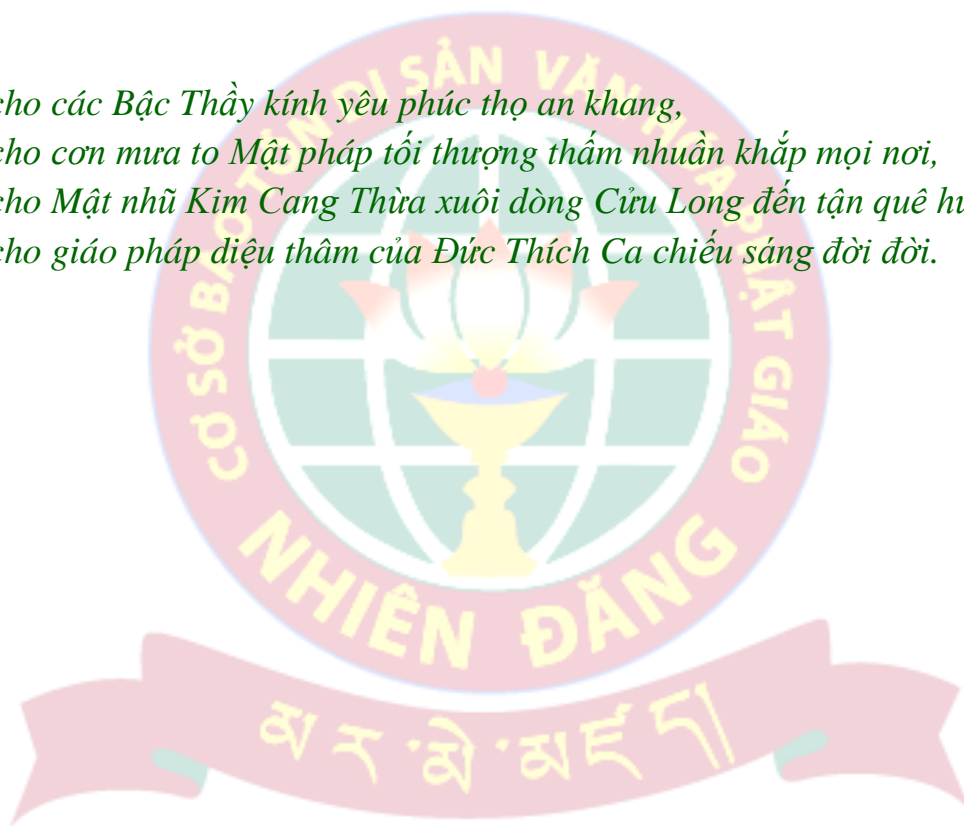 cho các Bậc Thầy kính yêu phúc thọ an khang,
cho cơn mưa to Mật pháp tối thượng thấm nhuần khắp mọi nơi,
cho Mật nhũ Kim Cang Thừa xuôi dòng Cửu Long đến tận quê hư
cho giáo pháp diệu thâm của Đức Thích Ca chiếu sáng đời đời.
CƠ SỞ BẢO TỒN DI SẢN VĂN HÓA PHẬT GIÁO
NHIÊN ĐĂNG
མར་མེ་མཛད།